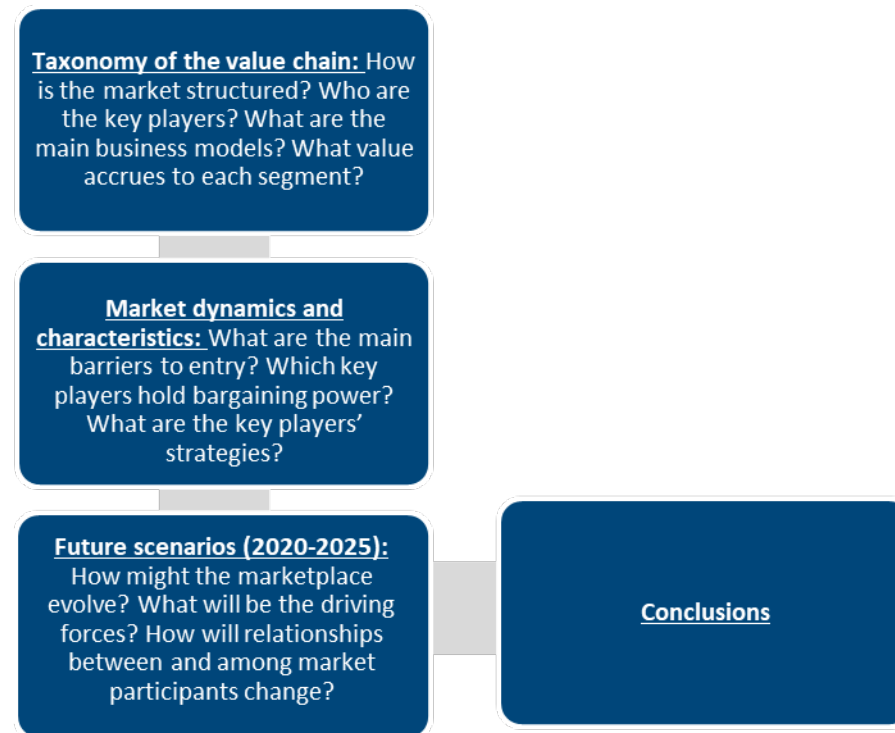 Taxonomy of the value chain: How
is the market structured? Who are
the key players? What are the
main business models? What value
accrues to each segment?
Market dynamics and
characteristics: What are the main
barriers to entry? Which key
players hold bargaining power?
What are the key players’
strategies?
Future scenarios (2020-2025):
How might the marketplace
evolve? What will be the driving
forces? How will relationships
between and among market
participants change?
Conclusions